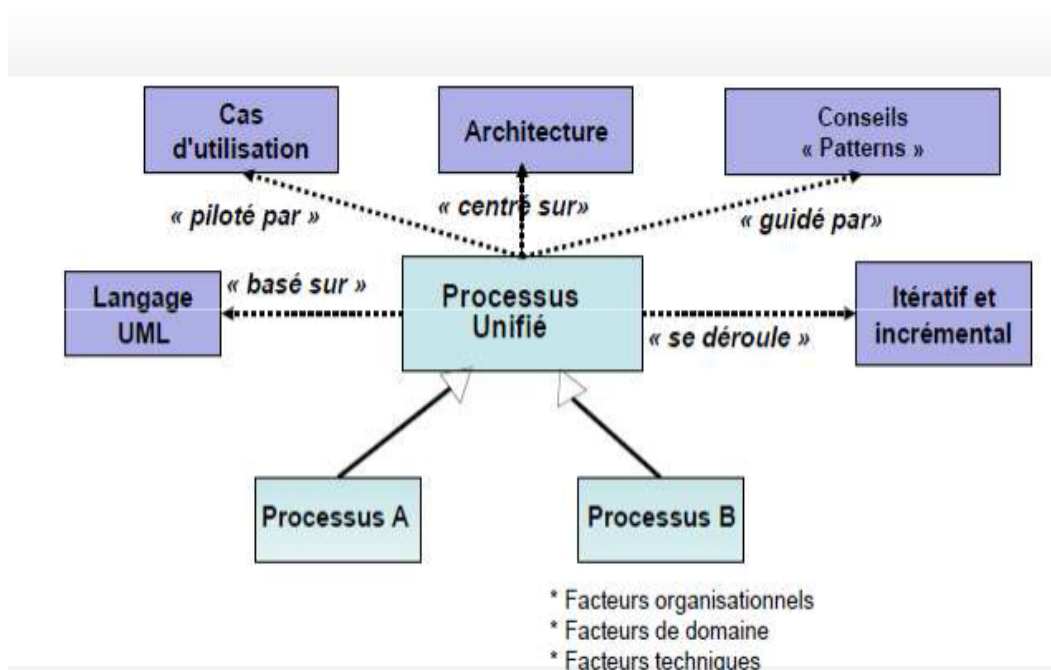 Cas
d'utilisation
Architecture
Conseils
« Patterns »
« piloté par »
« centré sur»
« guidé par»
Langage
UML
« basé sur »
Processus
Unifié
« se déroule »
Itératif et
incrémental
Processus A
Processus B
* Facteurs organisationnels
* Facteurs de domaine
* Facteurs techniques